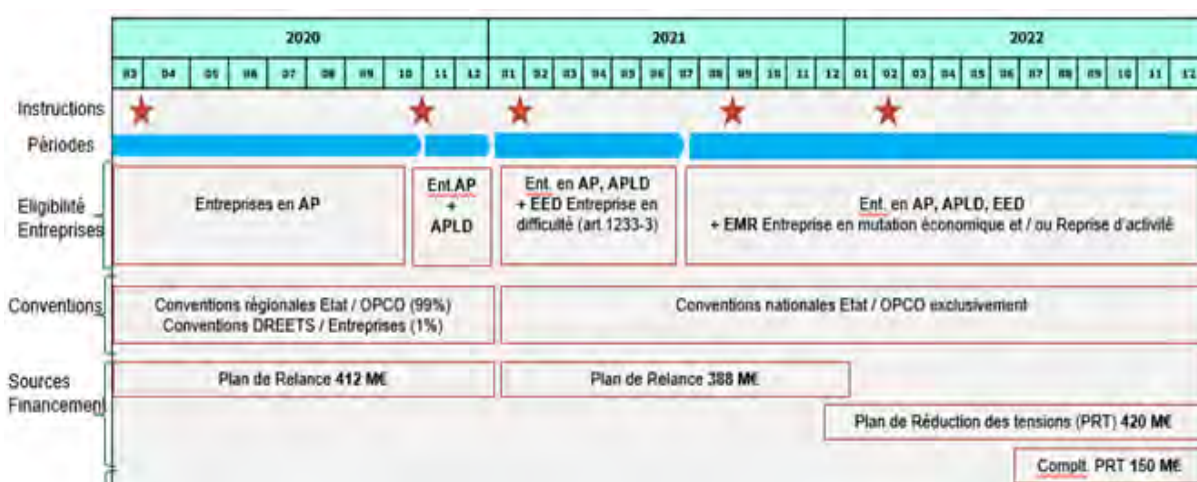 2020 2021 2022
03 04 05 06 07 08 09 10 11 12 01 02 03 04 05 06 07 08 09 10 11 12 01 02 03 04 05 06 07 08 09 10 11 12
Instructions
Périodes
Eligibilité
Entreprises
Entreprises en AP
Ent.AP
+
APLD
Ent. en AP, APLD
+ EED Entreprise en
difficulté (art 1233-3)
Ent. en AP, APLD, EED
+ EMR Entreprise en mutation économique et / ou Reprise d'activité
Conventions
Conventions régionales Etat / OPCO (99%)
Conventions DREETS / Entreprises (1%)
Conventions nationales Etat / OPCO exclusivement
Sources
Financement
Plan de Relance 412 M€
Plan de Relance 388 M€
Plan de Réduction des tensions (PRT) 420 M€
Complt. PRT 150 M€